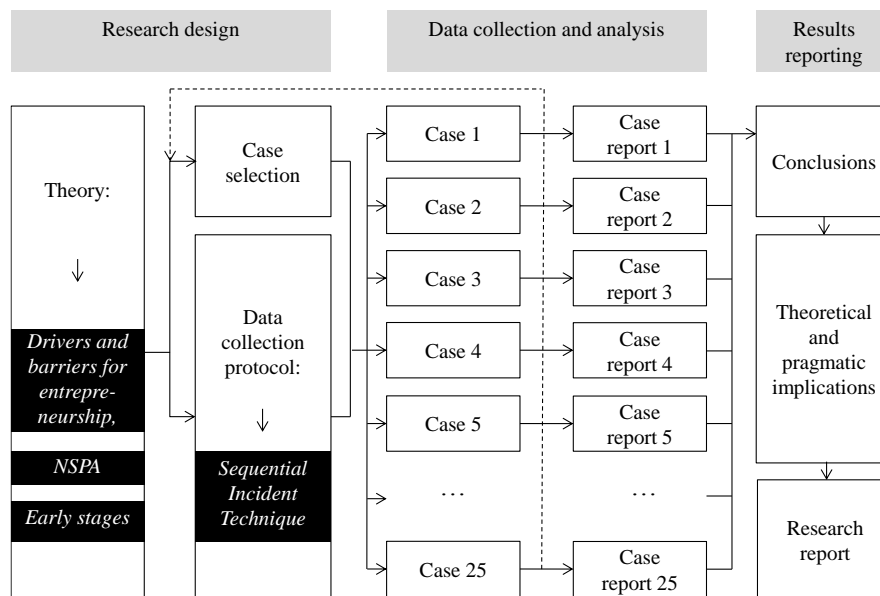 Research design
Data collection and analysis
Results
reporting
Theory:
Drivers and
barriers for
entrepre-
neurship,
NSPA
Early stages
Case
selection
Data
collection
protocol:
Sequential
Incident
Technique
Case 1
Case 2
Case 3
Case 4
Case 5
...
Case 25
Case
report 1
Case
report 2
Case
report 3
Case
report 4
Case
report 5
...
Case
report 25
Conclusions
Theoretical
and
pragmatic
implications
Research
report